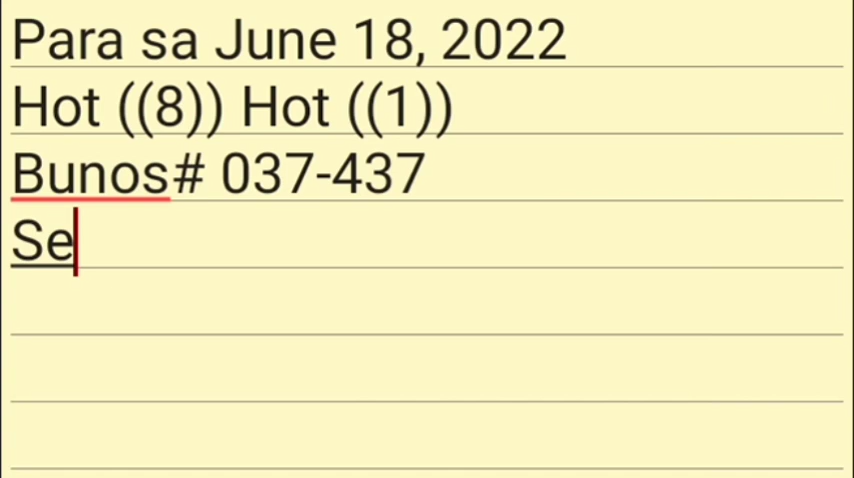 Para sa June 18, 2022
Hot ((8)) Hot ((1))
Bunos# 037-437
Se